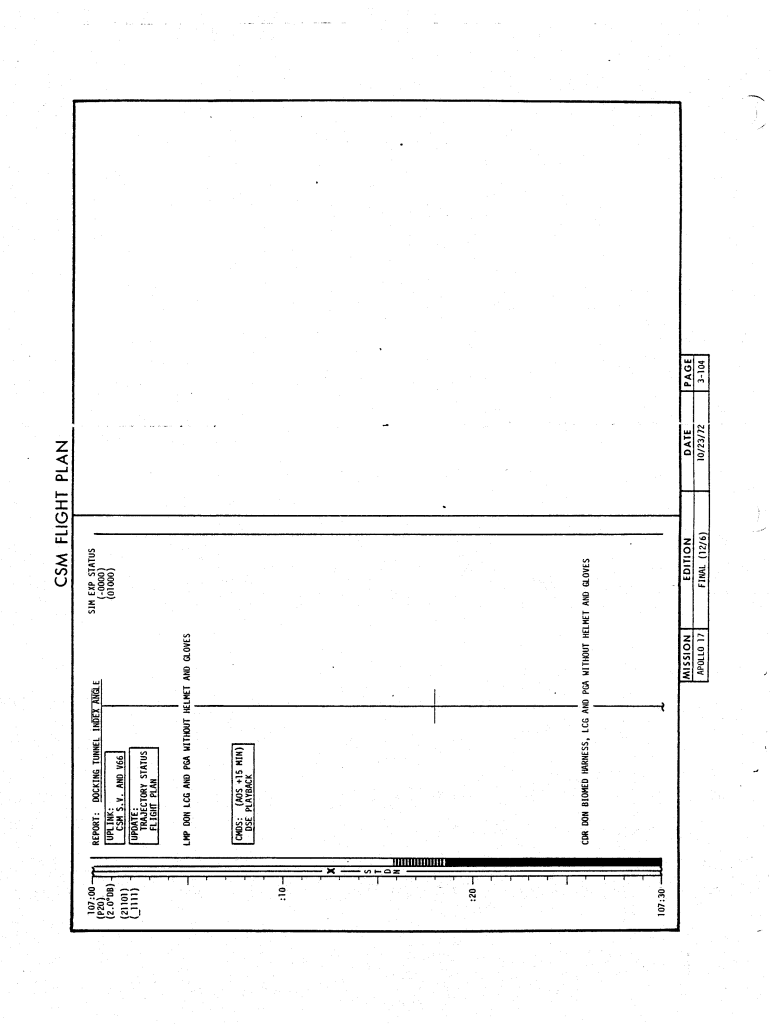 CSM FLIGHT PLAN
107:00
(P20)
(2.0°DB)
(21101)
(_1111)
REPORT: DOCKING TUNNEL INDEX ANGLE
UPLINK:
CSM S.V. AND V66
UPDATE:
TRAJECTORY STATUS
FLIGHT PLAN
SIM EXP STATUS
(-0000)
(01000)
LMP DON LCG AND PGA WITHOUT HELMET AND GLOVES
CMDS: (AOS +15 MIN)
DSE PLAYBACK
:10
X
STDN
:20
CDR DON BIOMED HARNESS, LCG AND PGA WITHOUT HELMET AND GLOVES
107:30
MISSION EDITION DATE PAGE
APOLLO 17 FINAL (12/6) 10/23/72 3-104